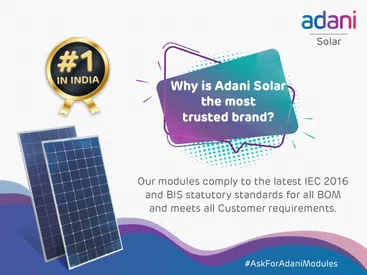 adani
Solar
#1
IN INDIA
Why is Adani Solar
the most
trusted brand?
Our modules comply to the latest IEC 2016
and BIS statutory standards for all BOM
and meets all Customer requirements.
#AskForAdaniModules